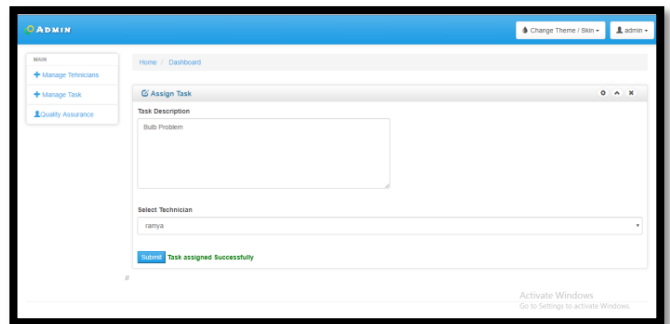 ADMIN
Change Theme / Skin
admin
MAIN
Manage Tehnicians
Manage Task
Quality Assurance
Home / Dashboard
Assign Task
Task Description
Bulb Problem
Select Technician
ramya
Submit Task assigned Successfully
//
Activate Windows
Go to Settings to activate Windows.